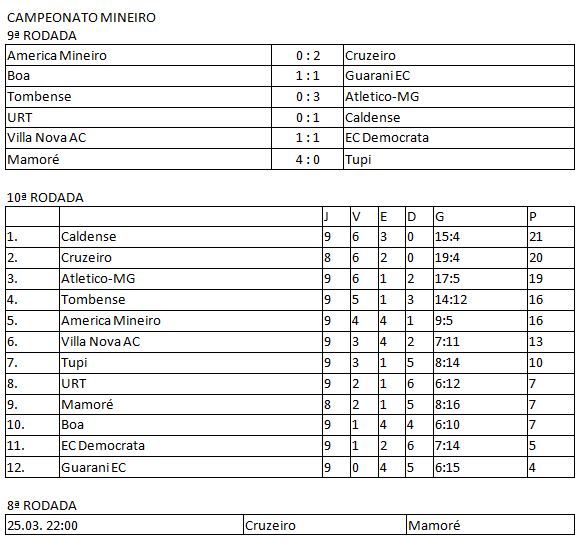 CAMPEONATO MINEIRO
9ª RODADA
America Mineiro 0 : 2 Cruzeiro
Boa 1 : 1 Guarani EC
Tombense 0 : 3 Atletico-MG
URT 0 : 1 Caldense
Villa Nova AC 1 : 1 EC Democrata
Mamoré 4 : 0 Tupi
10ª RODADA
J V E D G P
1. Caldense 9 6 3 0 15:4 21
2. Cruzeiro 8 6 2 0 19:4 20
3. Atletico-MG 9 6 1 2 17:5 19
4. Tombense 9 5 1 3 14:12 16
5. America Mineiro 9 4 4 1 9:5 16
6. Villa Nova AC 9 3 4 2 7:11 13
7. Tupi 9 3 1 5 8:14 10
8. URT 9 2 1 6 6:12 7
9. Mamoré 8 2 1 5 8:16 7
10. Boa 9 1 4 4 6:10 7
11. EC Democrata 9 1 2 6 7:14 5
12. Guarani EC 9 0 4 5 6:15 4
8ª RODADA
25.03. 22:00 Cruzeiro Mamoré